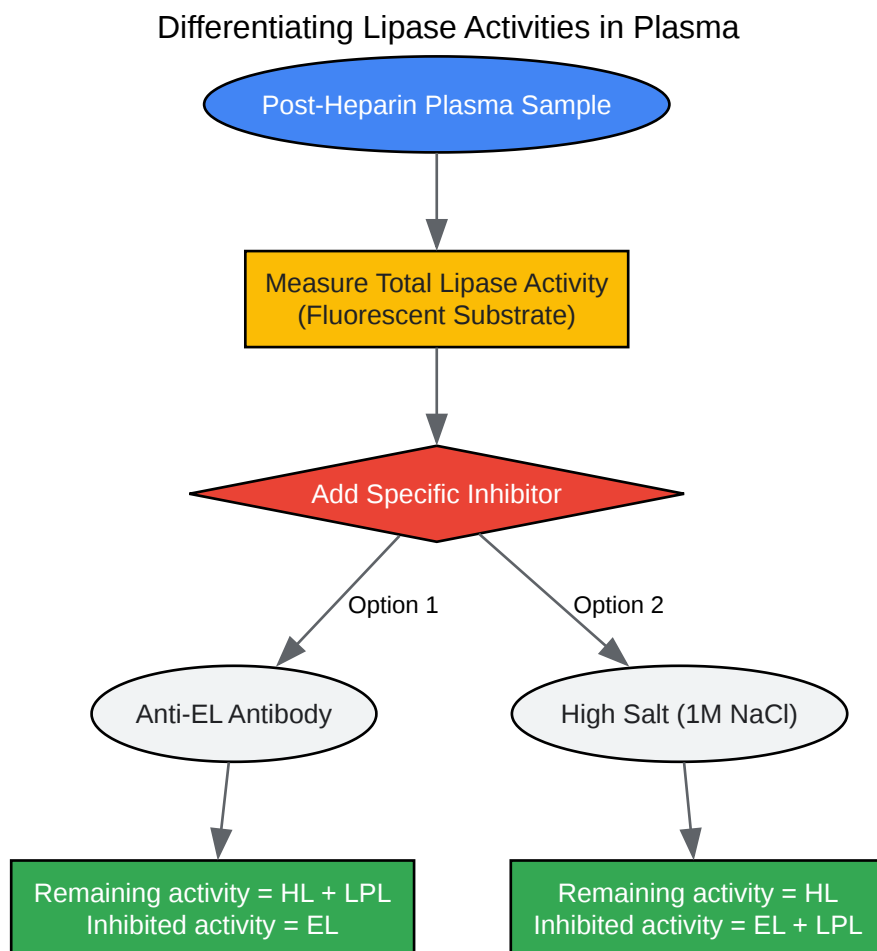 Differentiating Lipase Activities in Plasma
Post-Heparin Plasma Sample
Measure Total Lipase Activity
(Fluorescent Substrate)
Add Specific Inhibitor
Option 1
Option 2
Anti-EL Antibody
High Salt (1M NaCl)
Remaining activity = HL + LPL
Inhibited activity = EL
Remaining activity = HL
Inhibited activity = EL + LPL